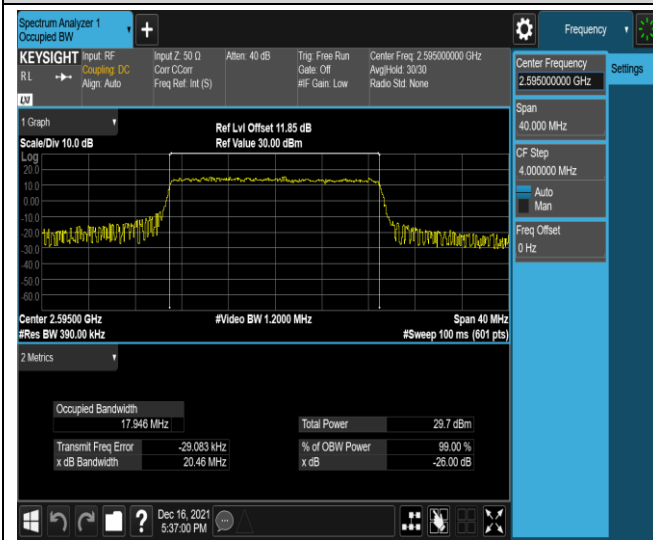 Spectrum Analyzer 1
Occupied BW
+
Frequency
KEYSIGHT
RL
LXI
Input: RF
Coupling: DC
Align: Auto
Input Z: 50 Ω
Corr CCorr
Freq Ref: Int (S)
Atten: 40 dB
Trig: Free Run
Gate: Off
#IF Gain: Low
Center Freq: 2.595000000 GHz
Avg|Hold: 30/30
Radio Std: None
Center Frequency
2.595000000 GHz
Settings
Span
40.000 MHz
CF Step
4.000000 MHz
Auto
Man
Freq Offset
0 Hz
1 Graph
Scale/Div 10.0 dB
Ref Lvl Offset 11.85 dB
Ref Value 30.00 dBm
Log
20.0
10.0
0.00
-10.0
-20.0
-30.0
-40.0
-50.0
-60.0
Center 2.59500 GHz
#Res BW 390.00 kHz
#Video BW 1.2000 MHz
Span 40 MHz
#Sweep 100 ms (601 pts)
2 Metrics
Occupied Bandwidth
17.946 MHz
Transmit Freq Error -29.083 kHz
x dB Bandwidth 20.46 MHz
Total Power 29.7 dBm
% of OBW Power 99.00 %
x dB -26.00 dB
?
Dec 16, 2021
5:37:00 PM